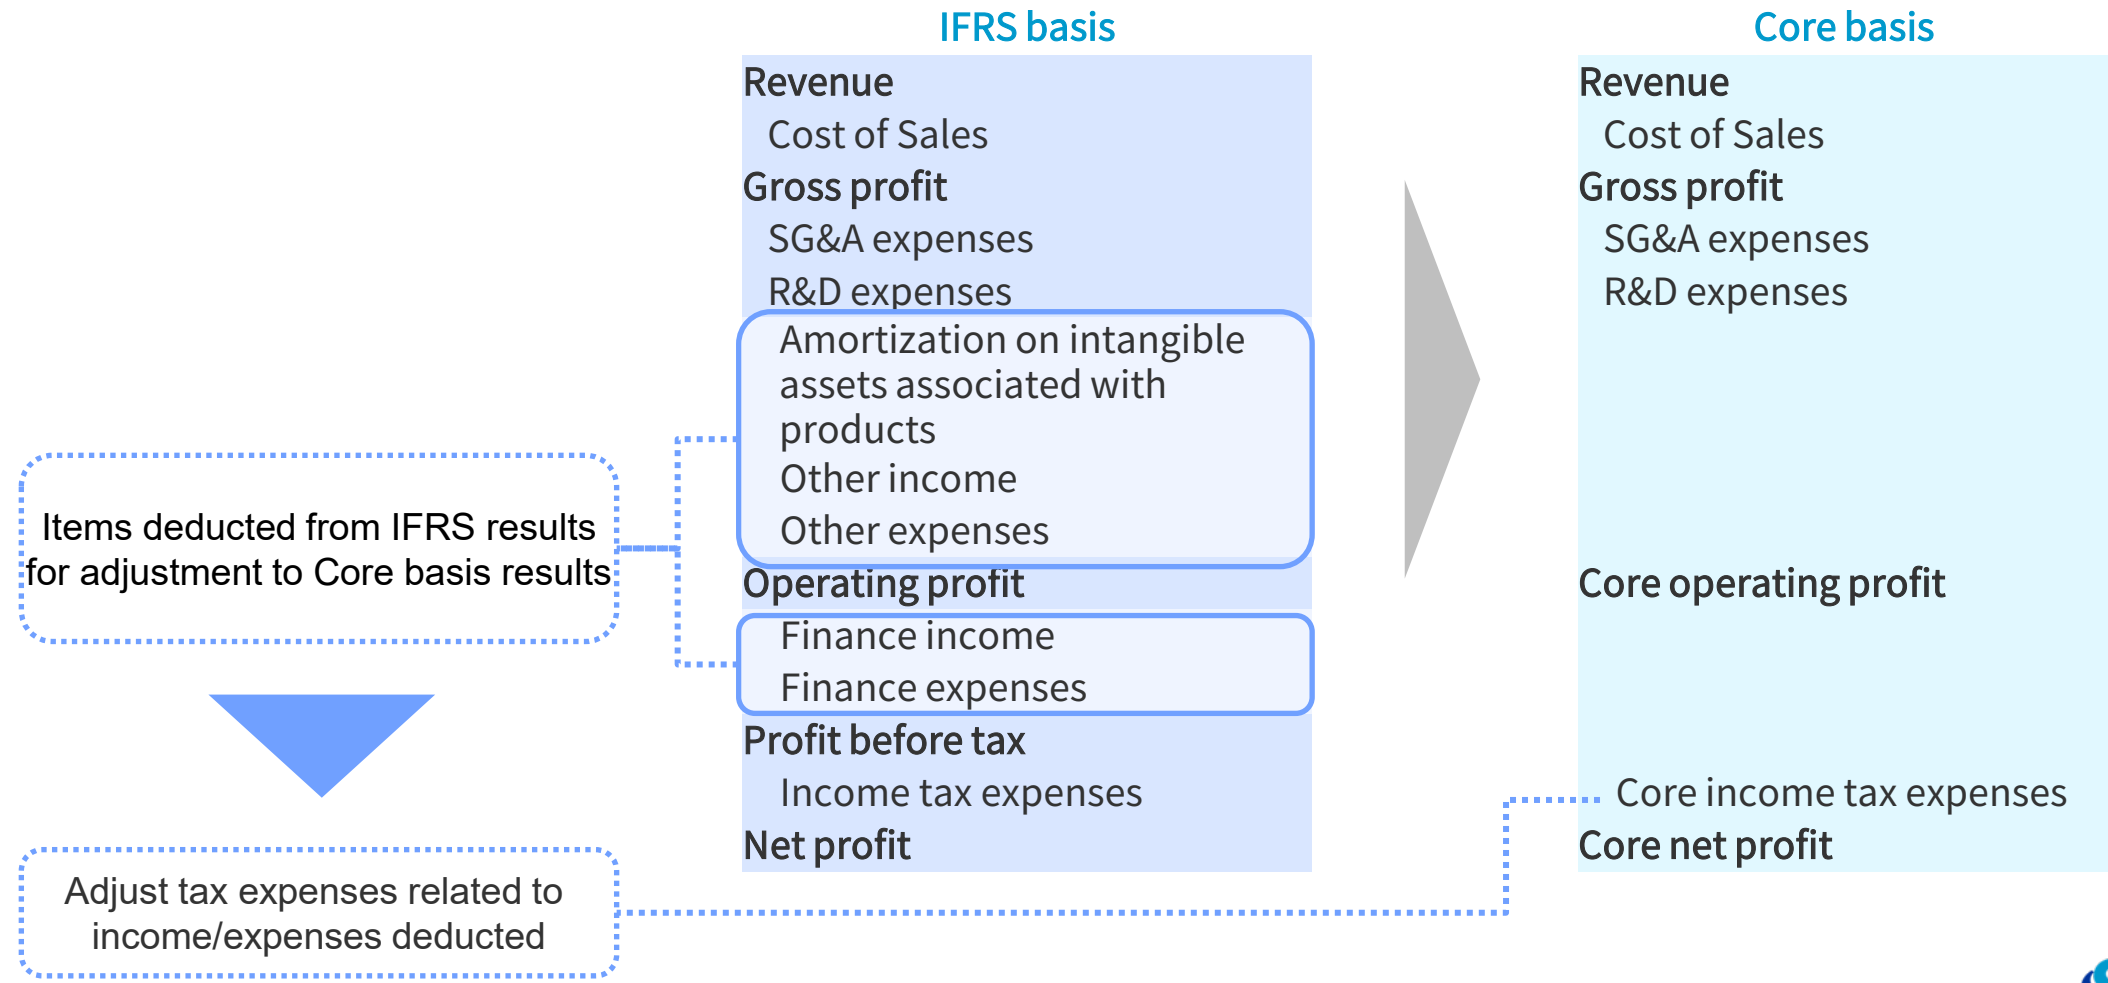 IFRS basis
Revenue
Cost of Sales
Gross profit
SG&A expenses
R&D expenses
Amortization on intangible
assets associated with
products
Other income
Other expenses
Operating profit
Finance income
Finance expenses
Profit before tax
Income tax expenses
Net profit
Core basis
Revenue
Cost of Sales
Gross profit
SG&A expenses
R&D expenses
Core operating profit
Core income tax expenses
Core net profit
Items deducted from IFRS results
for adjustment to Core basis results
Adjust tax expenses related to
income/expenses deducted